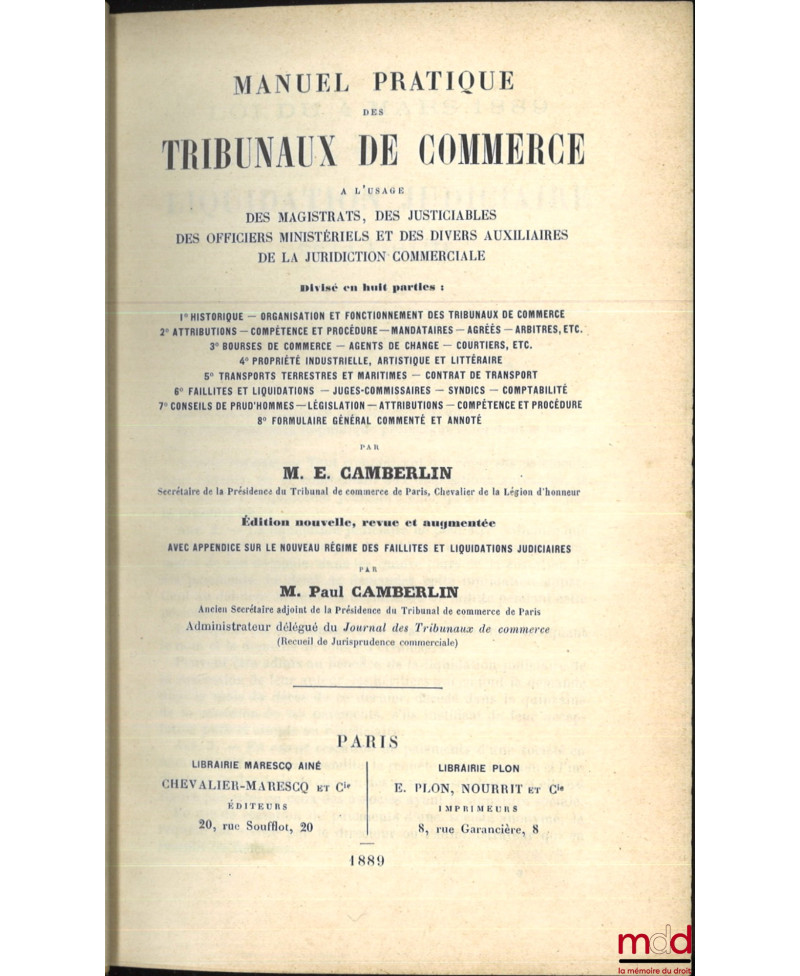 MANUEL PRATIQUE
DES
TRIBUNAUX DE COMMERCE
A L'USAGE
DES MAGISTRATS, DES JUSTICIABLES
DES OFFICIERS MINISTÉRIELS ET DES DIVERS AUXILIAIRES
DE LA JURIDICTION COMMERCIALE
Divisé en huit parties :
1º HISTORIQUE — ORGANISATION ET FONCTIONNEMENT DES TRIBUNAUX DE COMMERCE
2º ATTRIBUTIONS — COMPÉTENCE ET PROCÉDURE — MANDATAIRES — AGRÉÉS — ARBITRES, ETC.
3º BOURSES DE COMMERCE — AGENTS DE CHANGE — COURTIERS, ETC.
4º PROPRIÉTÉ INDUSTRIELLE, ARTISTIQUE ET LITTÉRAIRE
5º TRANSPORTS TERRESTRES ET MARITIMES — CONTRAT DE TRANSPORT
6º FAILLITES ET LIQUIDATIONS — JUGES-COMMISSAIRES — SYNDICS — COMPTABILITÉ
7º CONSEILS DE PRUD'HOMMES — LÉGISLATION — ATTRIBUTIONS — COMPÉTENCE ET PROCÉDURE
8º FORMULAIRE GÉNÉRAL COMMENTÉ ET ANNOTÉ
PAR
M. E. CAMBERLIN
Secrétaire de la Présidence du Tribunal de commerce de Paris, Chevalier de la Légion d'honneur
Édition nouvelle, revue et augmentée
AVEC APPENDICE SUR LE NOUVEAU RÉGIME DES FAILLITES ET LIQUIDATIONS JUDICIAIRES
PAR
M. Paul CAMBERLIN
Ancien Secrétaire adjoint de la Présidence du Tribunal de commerce de Paris
Administrateur délégué du Journal des Tribunaux de commerce
(Recueil de Jurisprudence commerciale)
PARIS
LIBRAIRIE MARESCQ AINÉ
CHEVALIER-MARESCQ ET Cie
ÉDITEURS
20, rue Soufflot, 20
LIBRAIRIE PLON
E. PLON, NOURRIT ET Cie
IMPRIMEURS
8, rue Garancière, 8
1889
mdd
la mémoire du droit